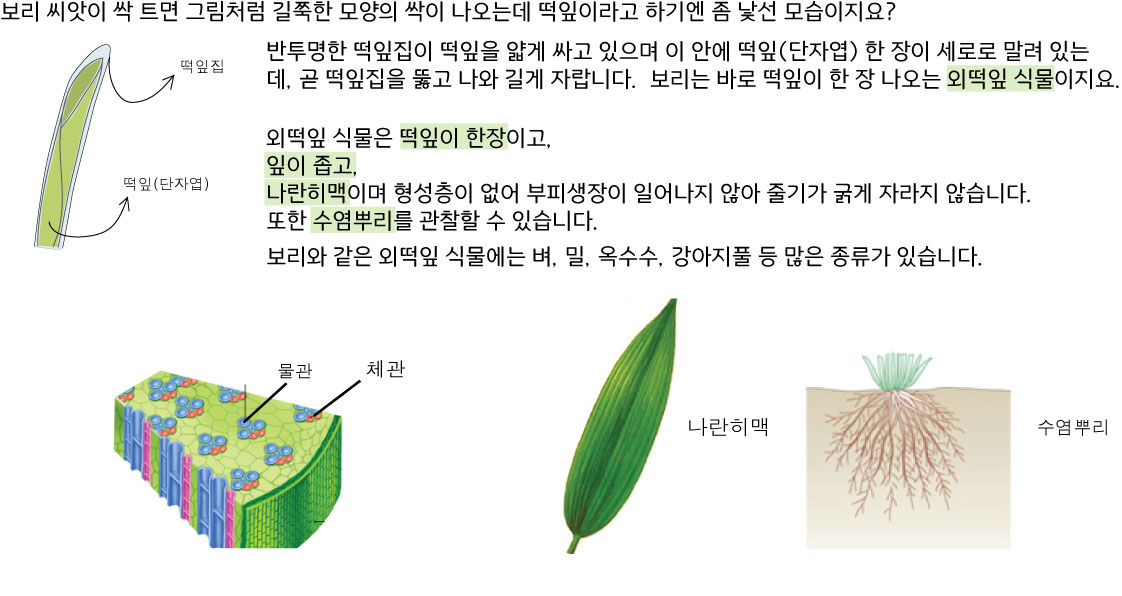 보리 씨앗이 싹 트면 그림처럼 길쭉한 모양의 싹이 나오는데 떡잎이라고 하기엔 좀 낯선 모습이지요?
떡잎집
반투명한 떡잎집이 떡잎을 얇게 싸고 있으며 이 안에 떡잎(단자엽) 한 장이 세로로 말려 있는
데, 곧 떡잎집을 뚫고 나와 길게 자랍니다. 보리는 바로 떡잎이 한 장 나오는 외떡잎 식물이지요.
외떡잎 식물은 떡잎이 한장이고,
잎이 좁고,
떡잎(단자엽)
나란히맥이며 형성층이 없어 부피생장이 일어나지 않아 줄기가 굵게 자라지 않습니다.
또한 수염뿌리를 관찰할 수 있습니다.
보리와 같은 외떡잎 식물에는 벼, 밀, 옥수수, 강아지풀 등 많은 종류가 있습니다.
물관
체관
나란히맥
수염뿌리